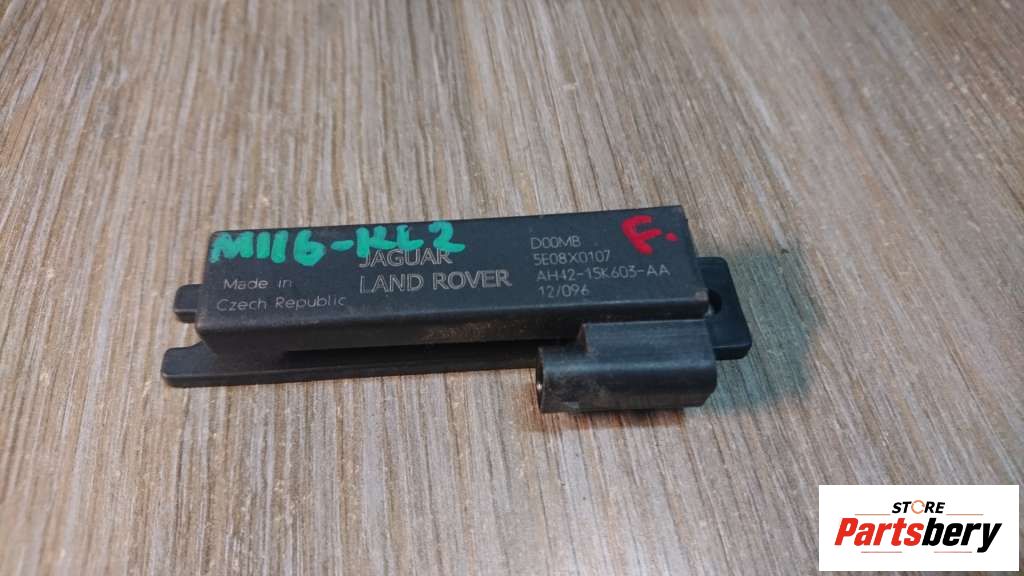 M116-KL2
F.
JAGUAR
LAND ROVER
Made in
Czech Republic
D00MB
5E08X0107
AH42-15K603-AA
12/096
STORE
Partsbery